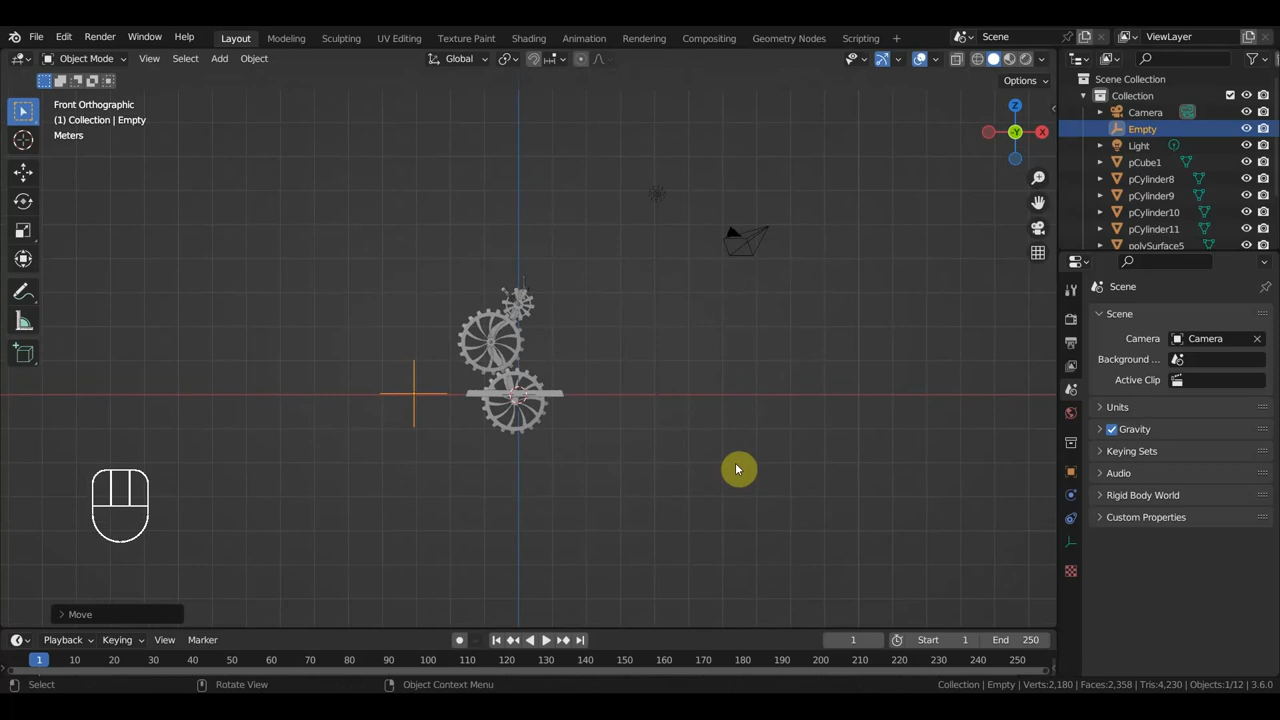 File Edit Render Window Help Layout Modeling Sculpting UV Editing Texture Paint Shading Animation Rendering Compositing Geometry Nodes Scripting + Scene ViewLayer
Object Mode View Select Add Object Global
Options
Front Orthographic
(1) Collection | Empty
Meters
Z
X
-Y
Scene Collection
Collection
Camera
Empty
Light
pCube1
pCylinder8
pCylinder9
pCylinder10
pCylinder11
polySurface5
Scene
Scene
Camera Camera
Background ...
Active Clip
Units
Gravity
Keying Sets
Audio
Rigid Body World
Custom Properties
Move
Playback Keying View Marker 1 Start 1 End 250
1 10 20 30 40 50 60 70 80 90 100 110 120 130 140 150 160 170 180 190 200 210 220 230 240 250
Select Rotate View Object Context Menu Collection | Empty | Verts:2,180 | Faces:2,358 | Tris:4,230 | Objects:1/12 | 3.6.0